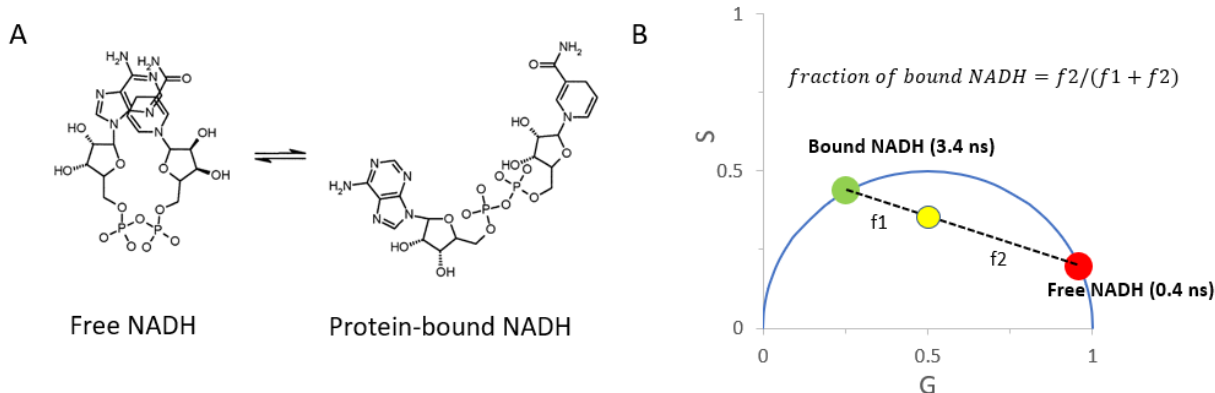 A
H₂N
H₂N
O
N
N
N
N
N
HO
O
HO
O
OH
OH
O
O
P
O
P
O
O
O
O
Free NADH
NH₂
O
N
HO
HO
O
O
O
P
O
O
P
O
O
O
H₂N
N
N
N
N
O
HO
OH
Protein-bound NADH
B
1
fraction of bound NADH = f2/(f1 + f2)
S
Bound NADH (3.4 ns)
0.5
f1
f2
Free NADH (0.4 ns)
0
0
0.5
1
G